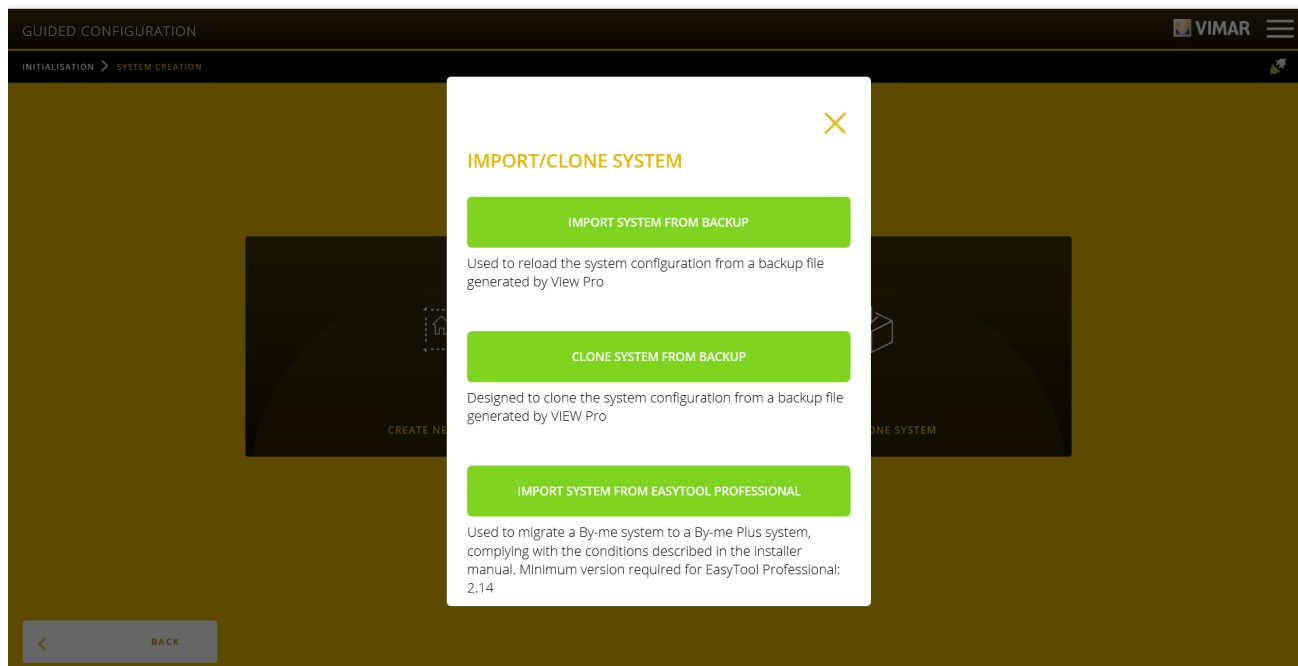 GUIDED CONFIGURATION
VIMAR
INITIALISATION
SYSTEM CREATION
IMPORT/CLONE SYSTEM
IMPORT SYSTEM FROM BACKUP
Used to reload the system configuration from a backup file
generated by View Pro
CLONE SYSTEM FROM BACKUP
Designed to clone the system configuration from a backup file
generated by VIEW Pro
CREATE NE
ONE SYSTEM
IMPORT SYSTEM FROM EASYTOOL PROFESSIONAL
Used to migrate a By-me system to a By-me Plus system,
complying with the conditions described in the installer
manual. Minimum version required for EasyTool Professional:
2.14
BACK